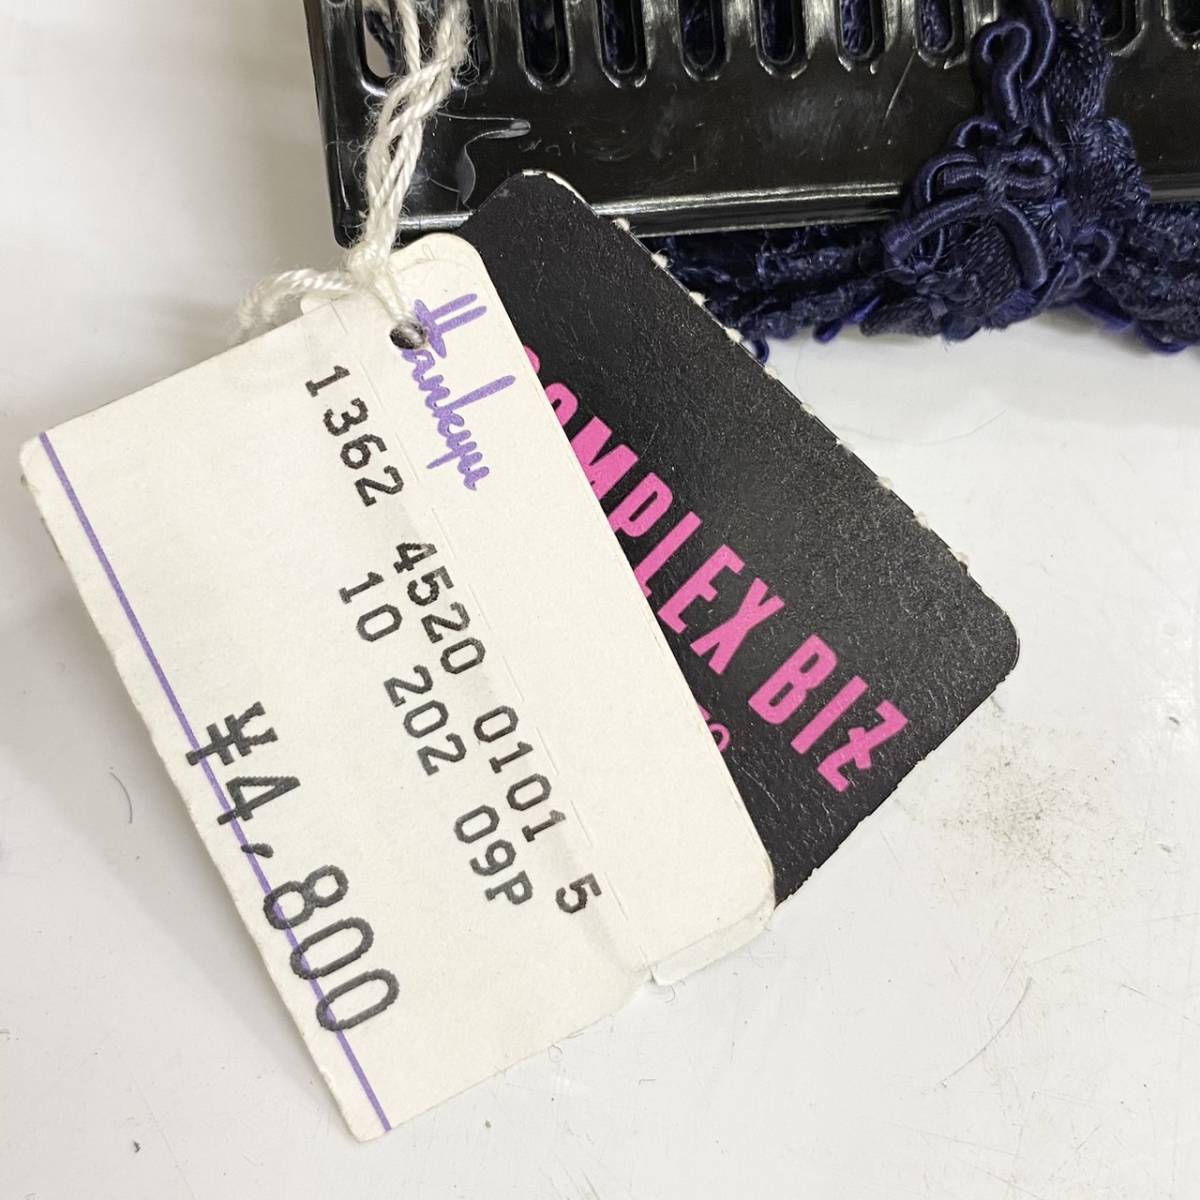 Hankyu
1362 4520 0101 5
10 202 09P
¥4,800
COMPLEX BIZ